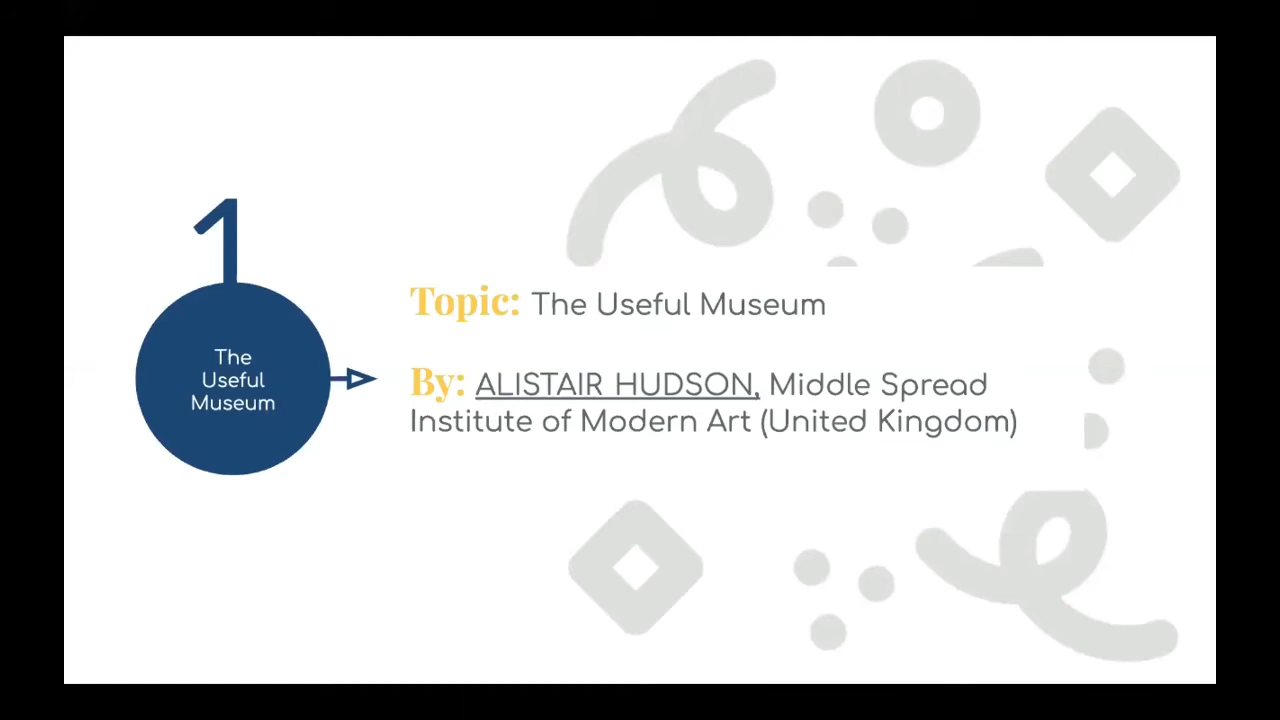 1
The
Useful
Museum
Topic: The Useful Museum
By: ALISTAIR HUDSON, Middle Spread
Institute of Modern Art (United Kingdom)